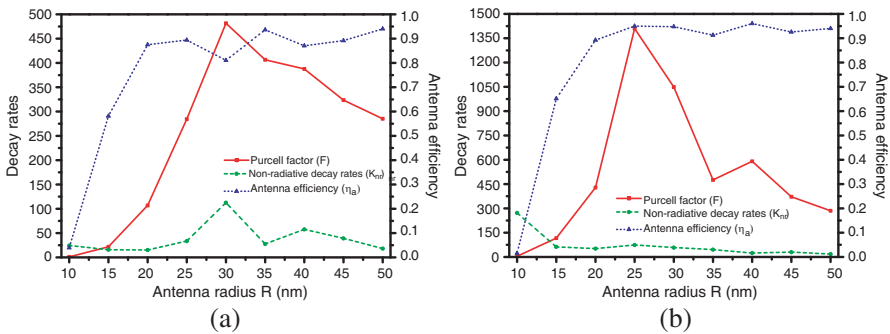 500
450
400
350
300
250
200
150
100
50
0
Decay rates
10 15 20 25 30 35 40 45 50
Antenna radius R (nm)
1.0
0.9
0.8
0.7
0.6
0.5
0.4
0.3
0.2
0.1
0.0
Antenna efficiency
Purcell factor (F)
Non-radiative decay rates (Knr)
Antenna efficiency (ηa)
(a)
1500
1350
1200
1050
900
750
600
450
300
150
0
Decay rates
10 15 20 25 30 35 40 45 50
Antenna radius R (nm)
1.0
0.9
0.8
0.7
0.6
0.5
0.4
0.3
0.2
0.1
0.0
Antenna efficiency
Purcell factor (F)
Non-radiative decay rates (Knr)
Antenna efficiency (ηa)
(b)